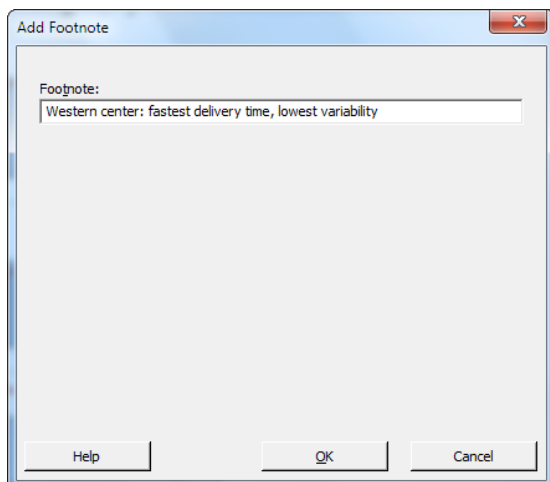 Add Footnote
Footnote:
Western center: fastest delivery time, lowest variability
Help OK Cancel